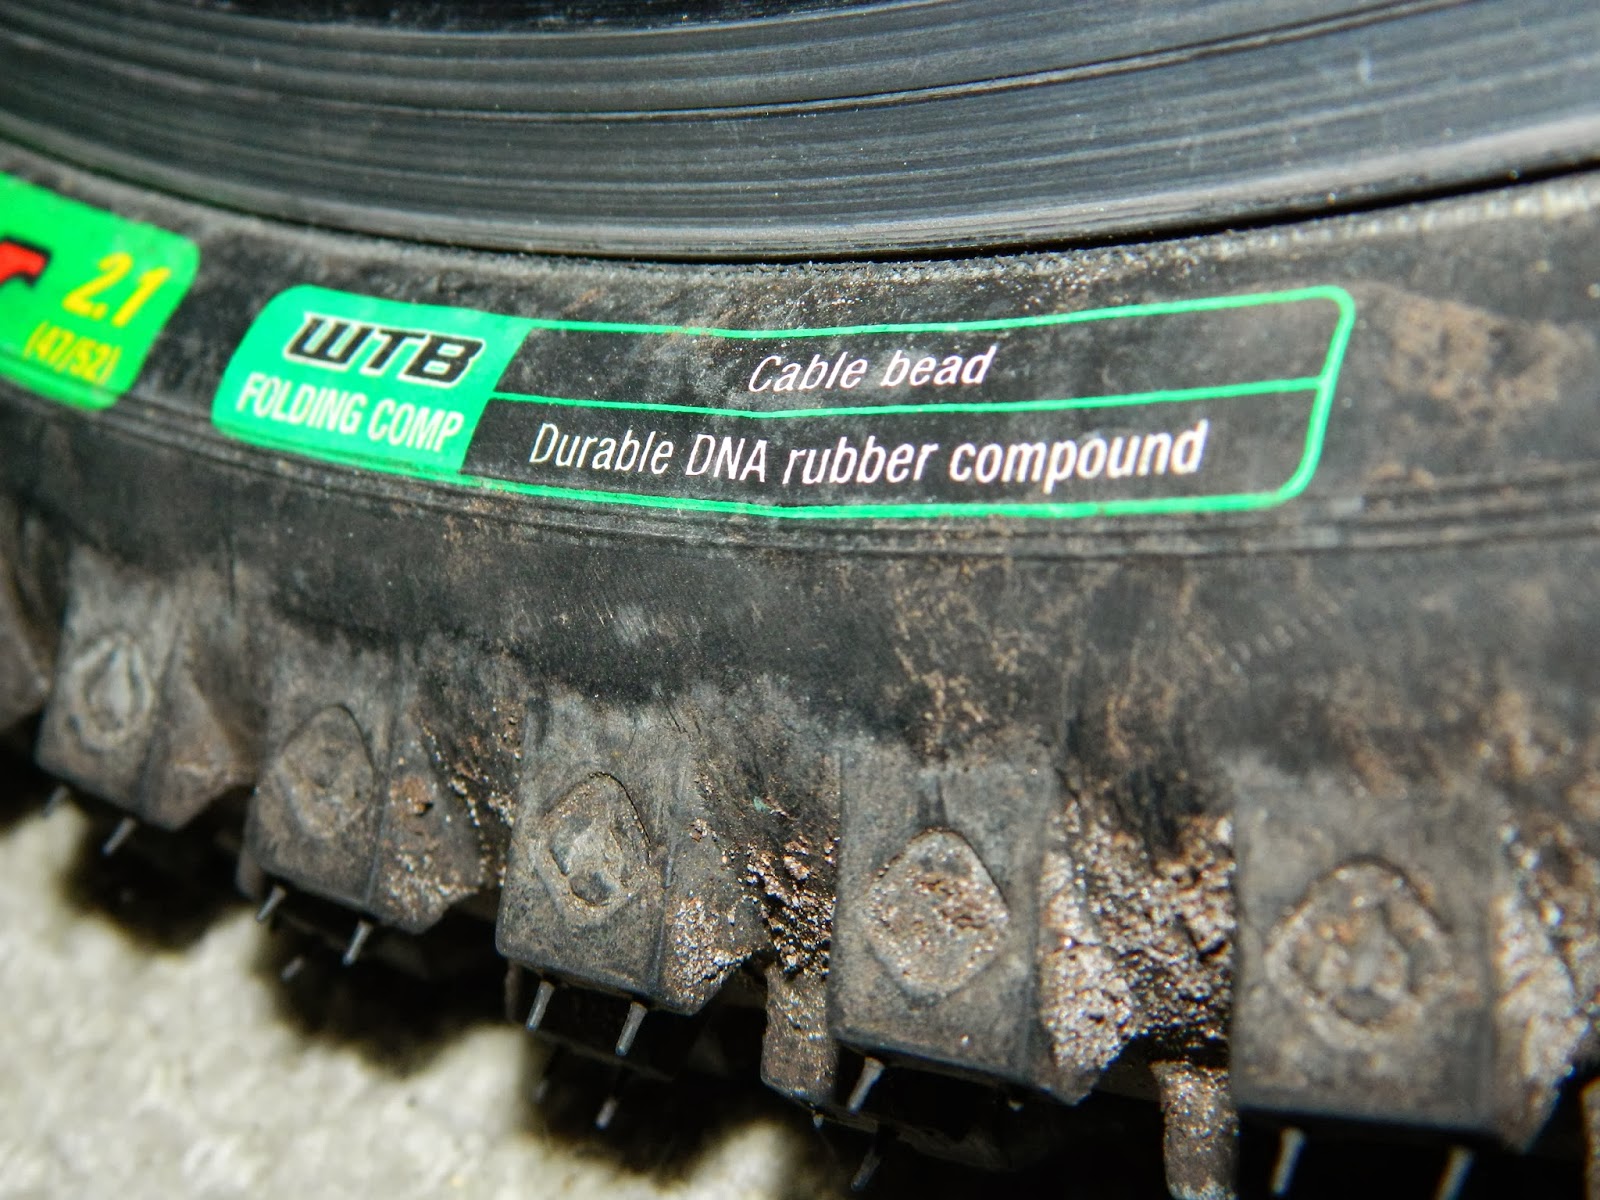 2.1
(47/52)
WTB
FOLDING COMP
Cable bead
Durable DNA rubber compound